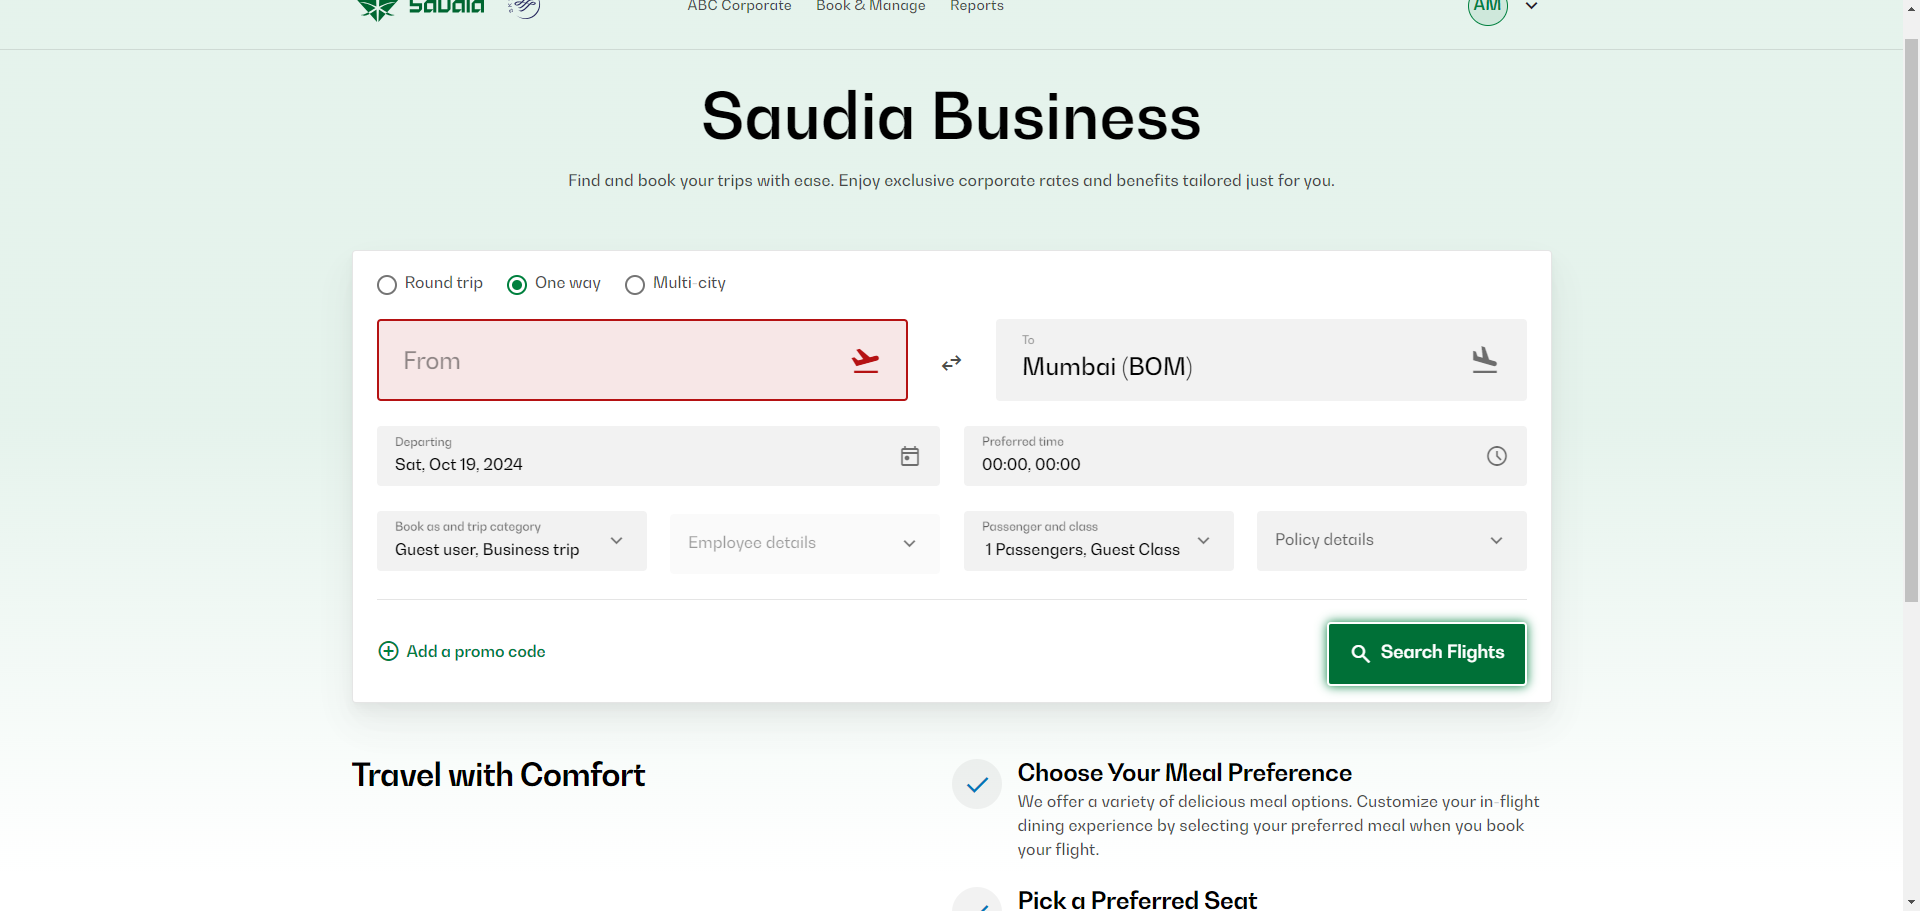 saudia
ABC Corporate
Book & Manage
Reports
AM
Saudia Business
Find and book your trips with ease. Enjoy exclusive corporate rates and benefits tailored just for you.
Round trip
One way
Multi-city
From
To
Mumbai (BOM)
Departing
Sat, Oct 19, 2024
Preferred time
00:00, 00:00
Book as and trip category
Guest user, Business trip
Employee details
Passenger and class
1 Passengers, Guest Class
Policy details
Add a promo code
Search Flights
Travel with Comfort
Choose Your Meal Preference
We offer a variety of delicious meal options. Customize your in-flight
dining experience by selecting your preferred meal when you book
your flight.
Pick a Preferred Seat